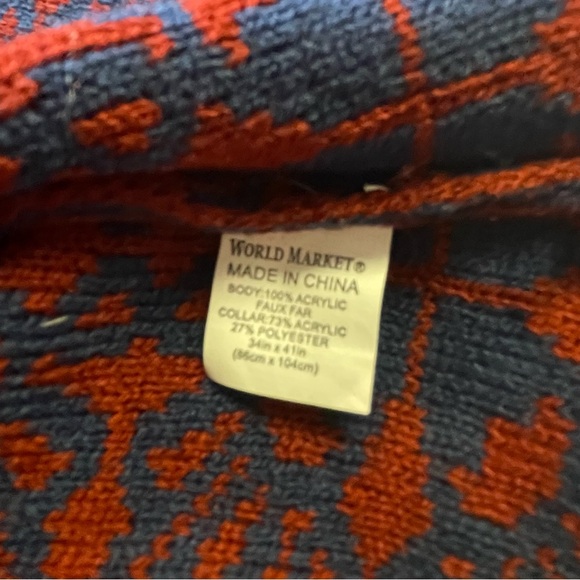 WORLD MARKET®
MADE IN CHINA
BODY:100% ACRYLIC
FAUX FAR
COLLAR:73% ACRYLIC
27% POLYESTER
34in x 41in
(86cm x 104cm)